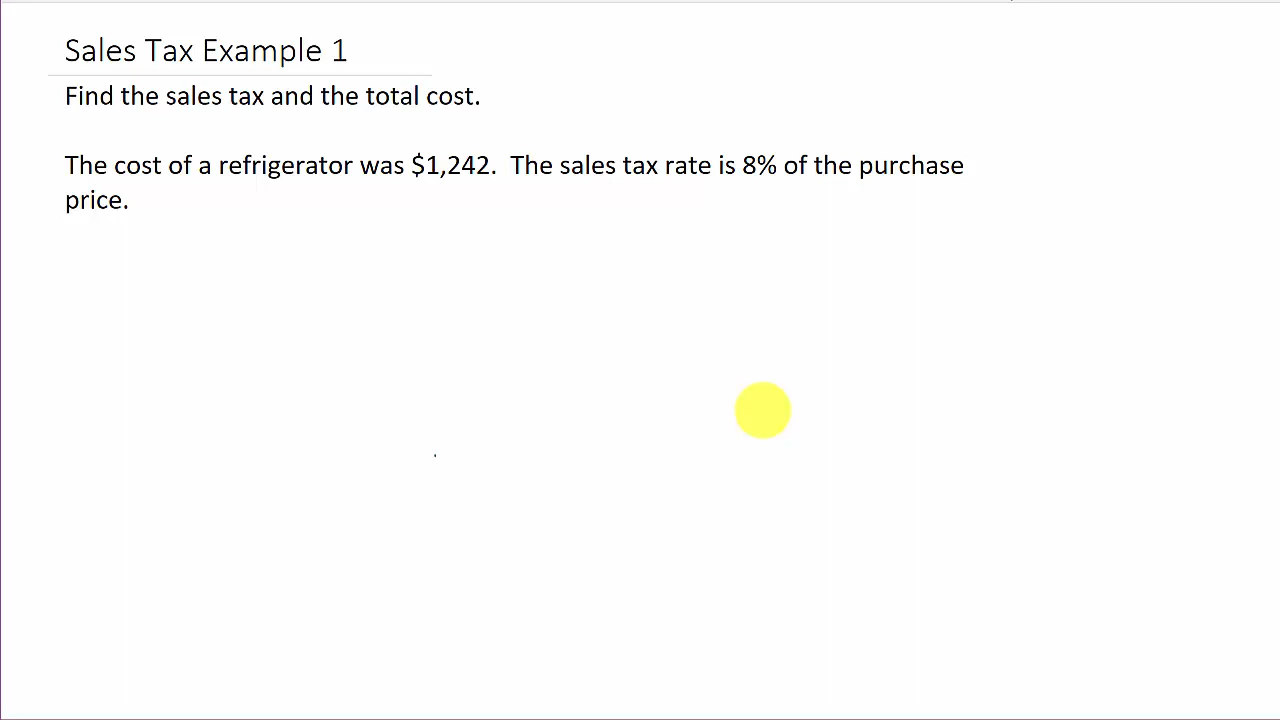 Sales Tax Example 1
Find the sales tax and the total cost.
The cost of a refrigerator was $1,242.  The sales tax rate is 8% of the purchase
price.